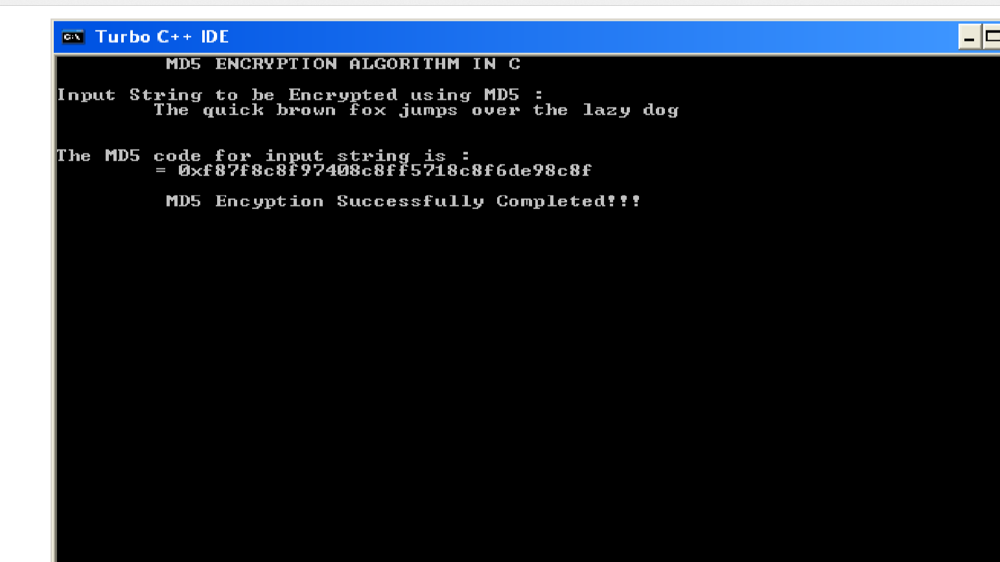 Turbo C++ IDE
MD5 ENCRYPTION ALGORITHM IN C
Input String to be Encrypted using MD5 :
The quick brown fox jumps over the lazy dog
The MD5 code for input string is :
= 0xf87f8c8f97408c8ff5718c8f6de98c8f
MD5 Encyption Successfully Completed!!!